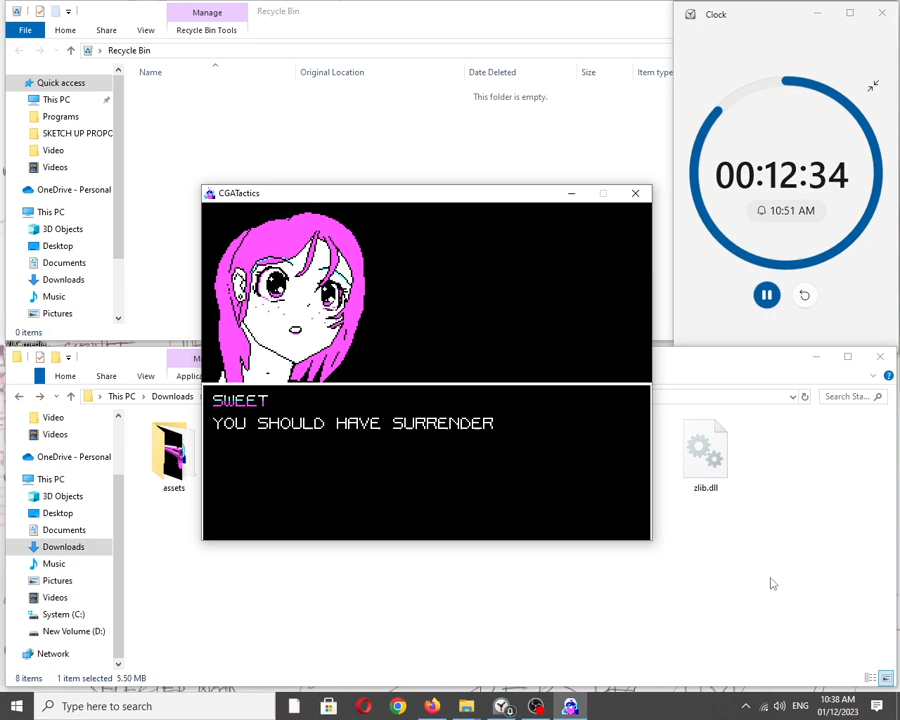 Manage
Recycle Bin
File
Home
Share
View
Recycle Bin Tools
Recycle Bin
Name
Original Location
Date Deleted
Size
Item type
This folder is empty.
Quick access
This PC
Programs
SKETCH UP PROPC
Video
Videos
OneDrive - Personal
This PC
3D Objects
Desktop
Documents
Downloads
Music
Pictures
0 items
Clock
00:12:34
10:51 AM
CGATactics
SWEET
YOU SHOULD HAVE SURRENDER
Home
Share
View
Applic
This PC
Downloads
Search Sta...
Video
Videos
OneDrive - Personal
This PC
3D Objects
Desktop
Documents
Downloads
Music
Pictures
Videos
System (C:)
New Volume (D:)
Network
assets
zlib.dll
8 items
1 item selected 5.50 MB
Type here to search
ENG
10:38 AM
01/12/2023